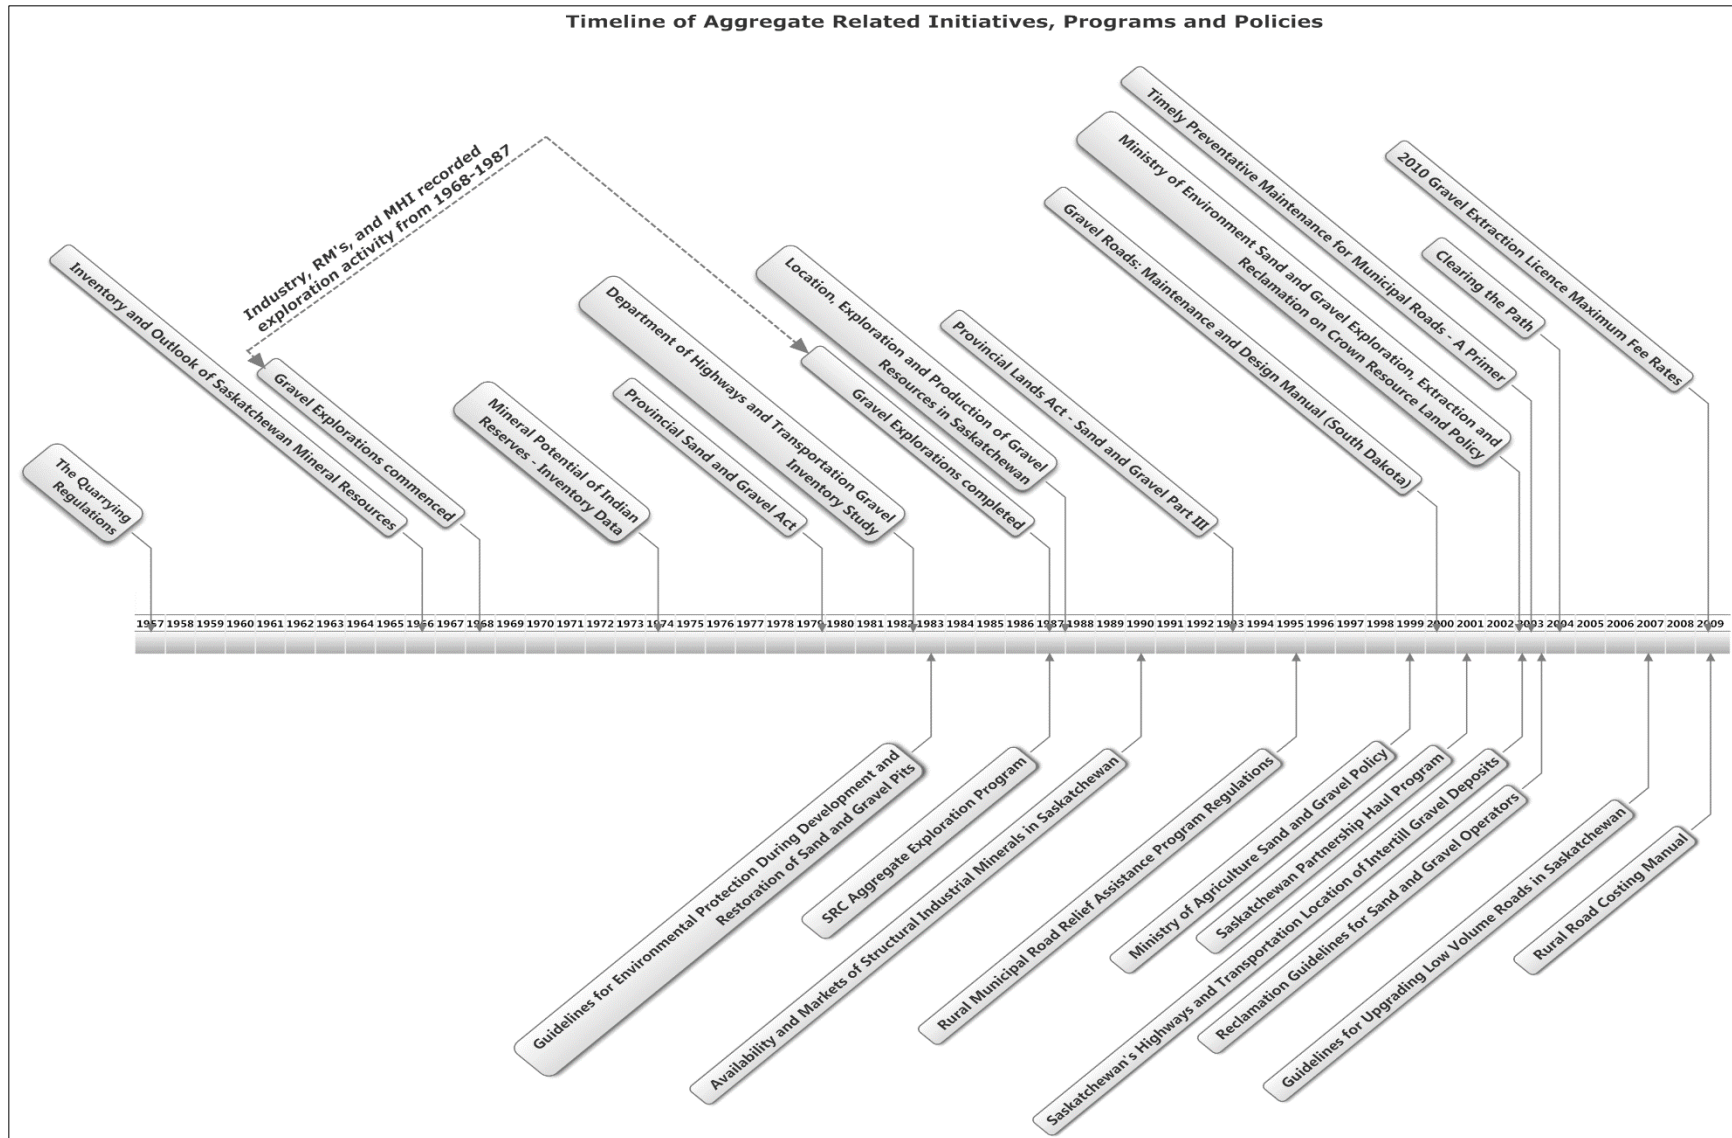 Timeline of Aggregate Related Initiatives, Programs and Policies
Industry, RM's, and MHI recorded
exploration activity from 1968-1987
The Quarrying
Regulations
Inventory and Outlook of Saskatchewan Mineral Resources
Gravel Explorations commenced
Mineral Potential of Indian
Reserves - Inventory Data
Provincial Sand and Gravel Act
Department of Highways and Transportation Gravel
Inventory Study
Gravel Explorations completed
Location, Exploration and Production of Gravel
Resources in Saskatchewan
Provincial Lands Act - Sand and Gravel Part III
Gravel Roads: Maintenance and Design Manual (South Dakota)
Ministry of Environment Sand and Gravel Exploration, Extraction and
Reclamation on Crown Resource Land Policy
Timely Preventative Maintenance for Municipal Roads - A Primer
Clearing the Path
2010 Gravel Extraction Licence Maximum Fee Rates
1957 1958 1959 1960 1961 1962 1963 1964 1965 1966 1967 1968 1969 1970 1971 1972 1973 1974 1975 1976 1977 1978 1979 1980 1981 1982 1983 1984 1985 1986 1987 1988 1989 1990 1991 1992 1993 1994 1995 1996 1997 1998 1999 2000 2001 2002 2003 2004 2005 2006 2007 2008 2009
Guidelines for Environmental Protection During Development and
Restoration of Sand and Gravel Pits
SRC Aggregate Exploration Program
Availability and Markets of Structural Industrial Minerals in Saskatchewan
Rural Municipal Road Relief Assistance Program Regulations
Ministry of Agriculture Sand and Gravel Policy
Saskatchewan Partnership Haul Program
Saskatchewan's Highways and Transportation Location of Intertill Gravel Deposits
Reclamation Guidelines for Sand and Gravel Operators
Guidelines for Upgrading Low Volume Roads in Saskatchewan
Rural Road Costing Manual